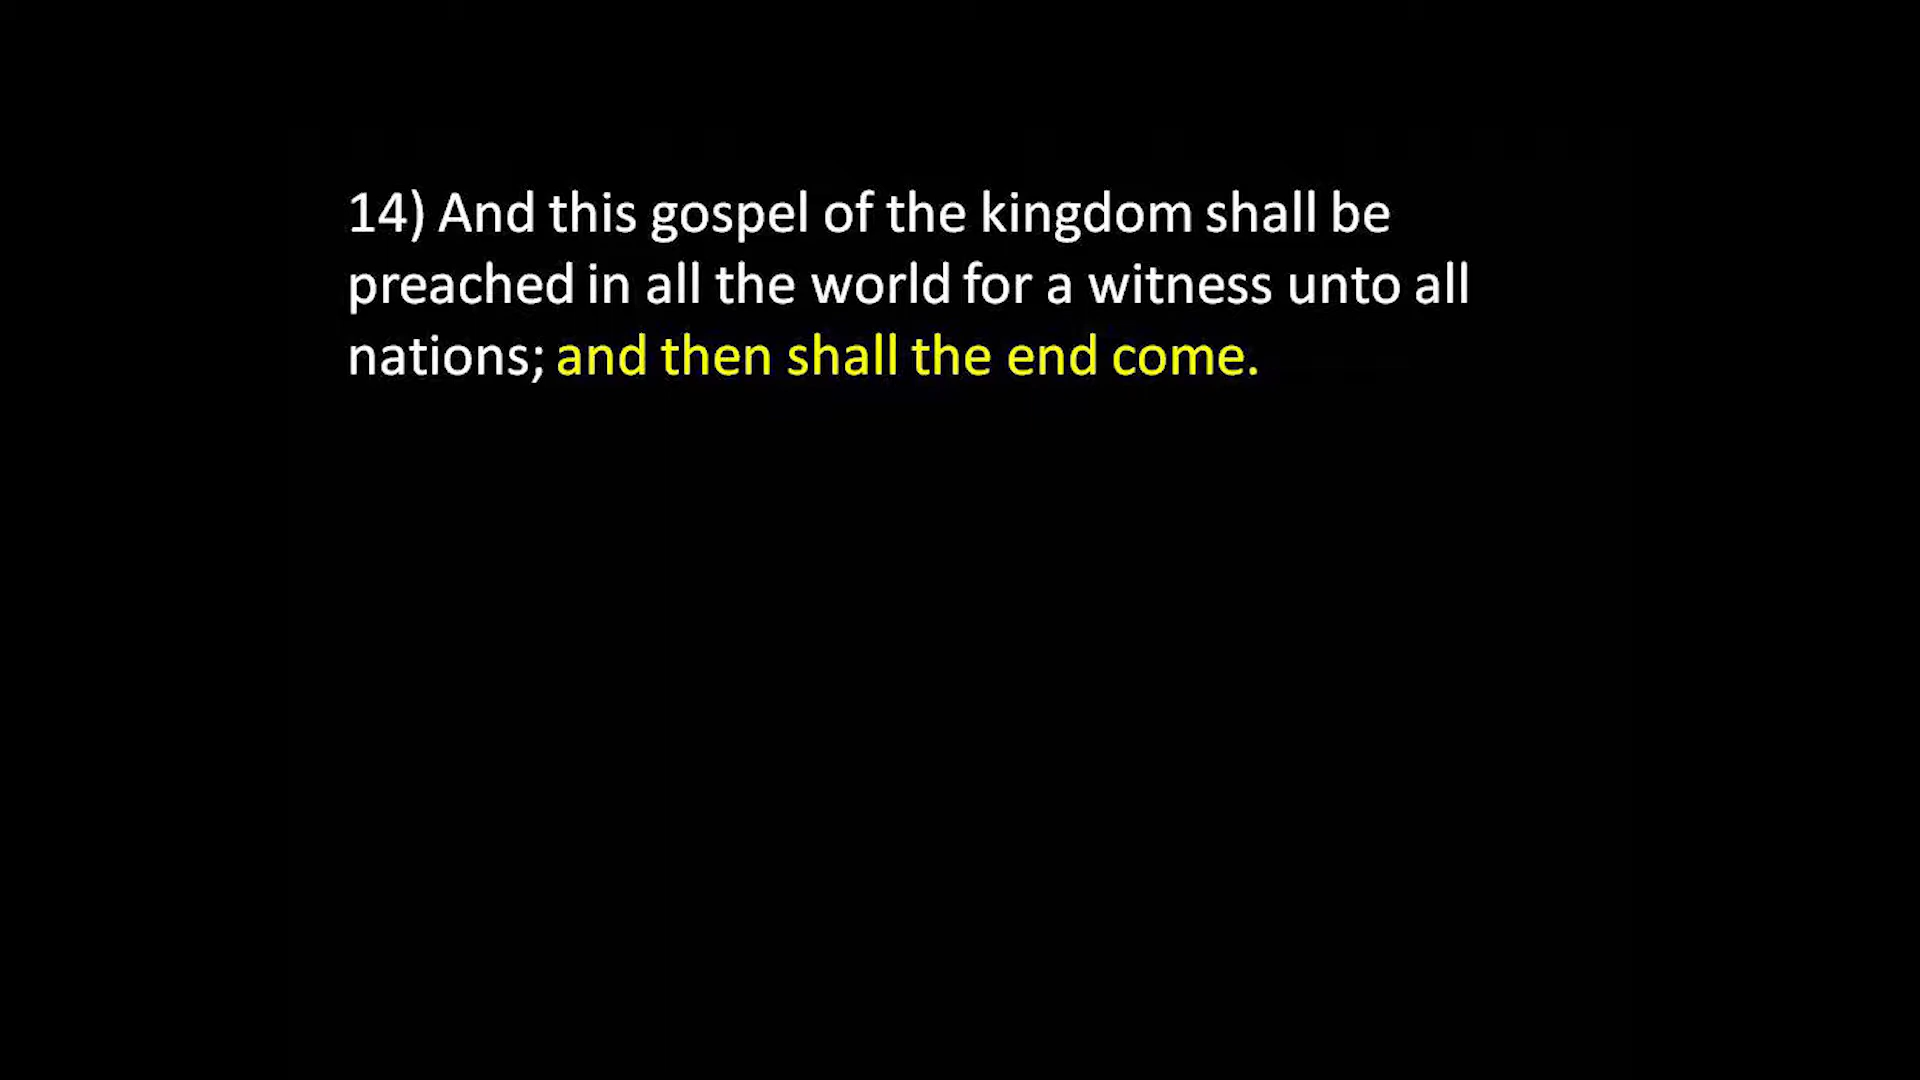 14) And this gospel of the kingdom shall be
preached in all the world for a witness unto all
nations; and then shall the end come.